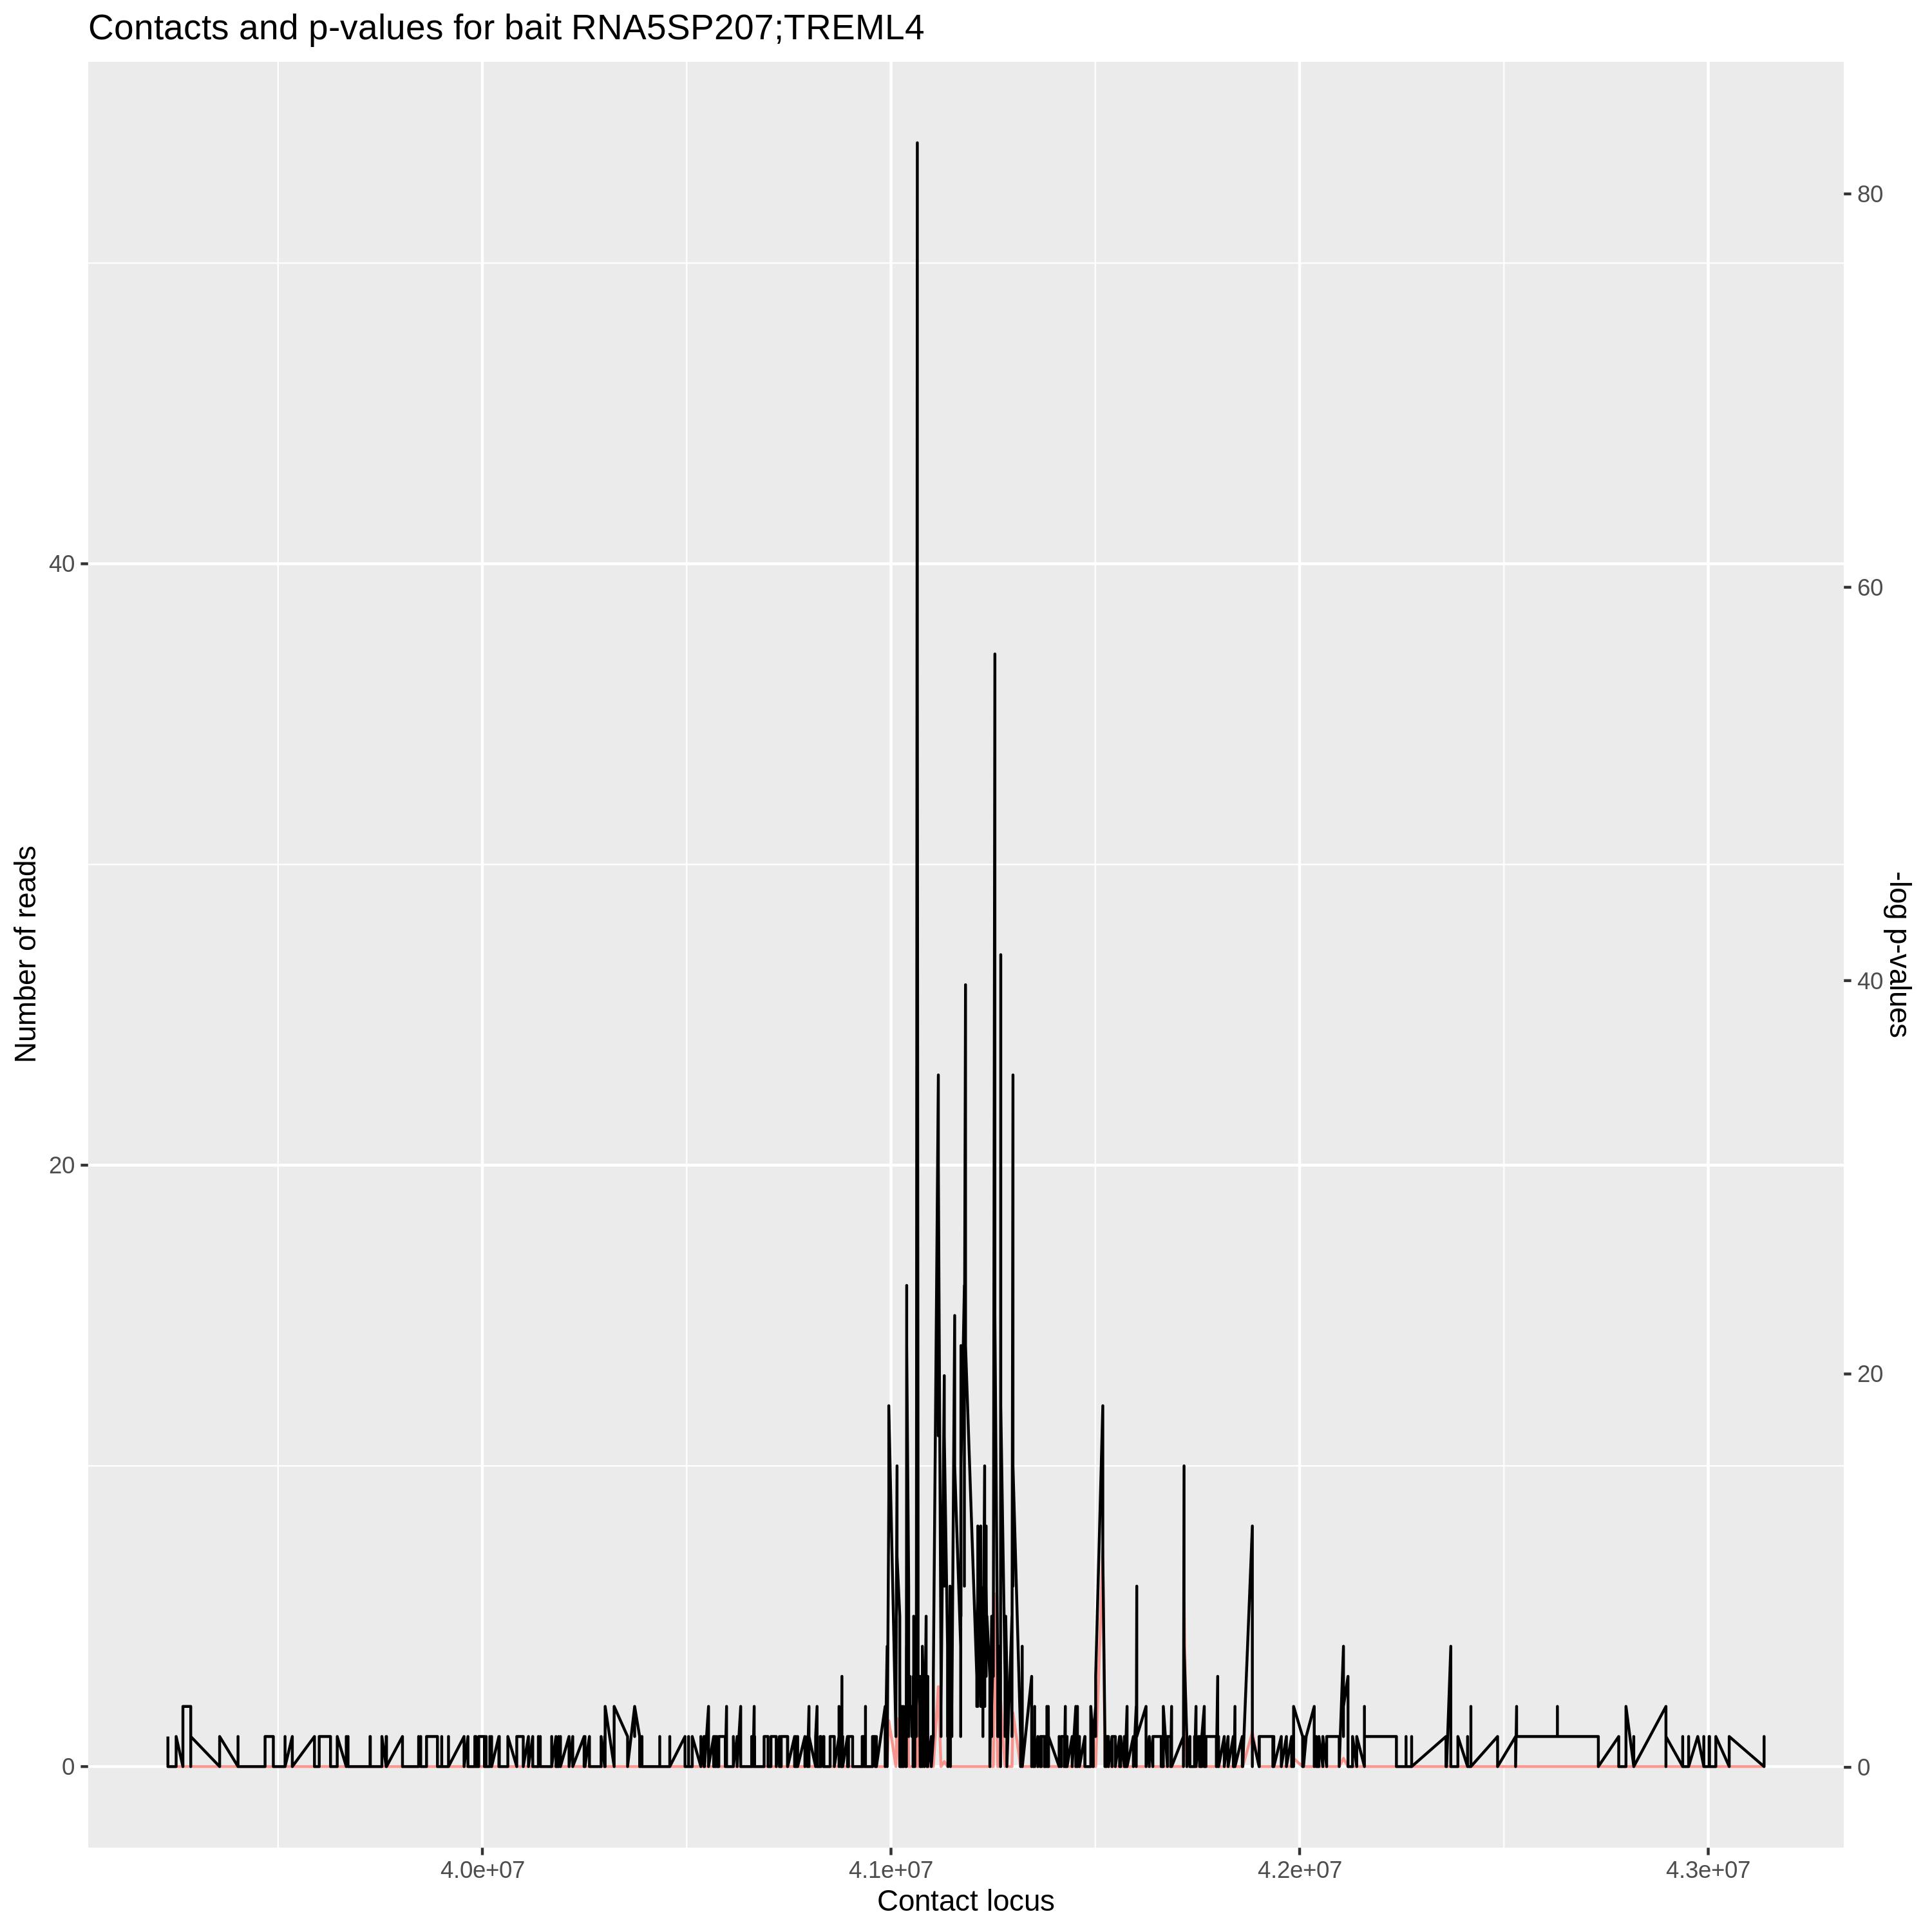 Contacts and p-values for bait RNA5SP207;TREML4
Number of reads
40
20
0
80
60
40
20
0
-log p-values
4.0e+07
4.1e+07
4.2e+07
4.3e+07
Contact locus